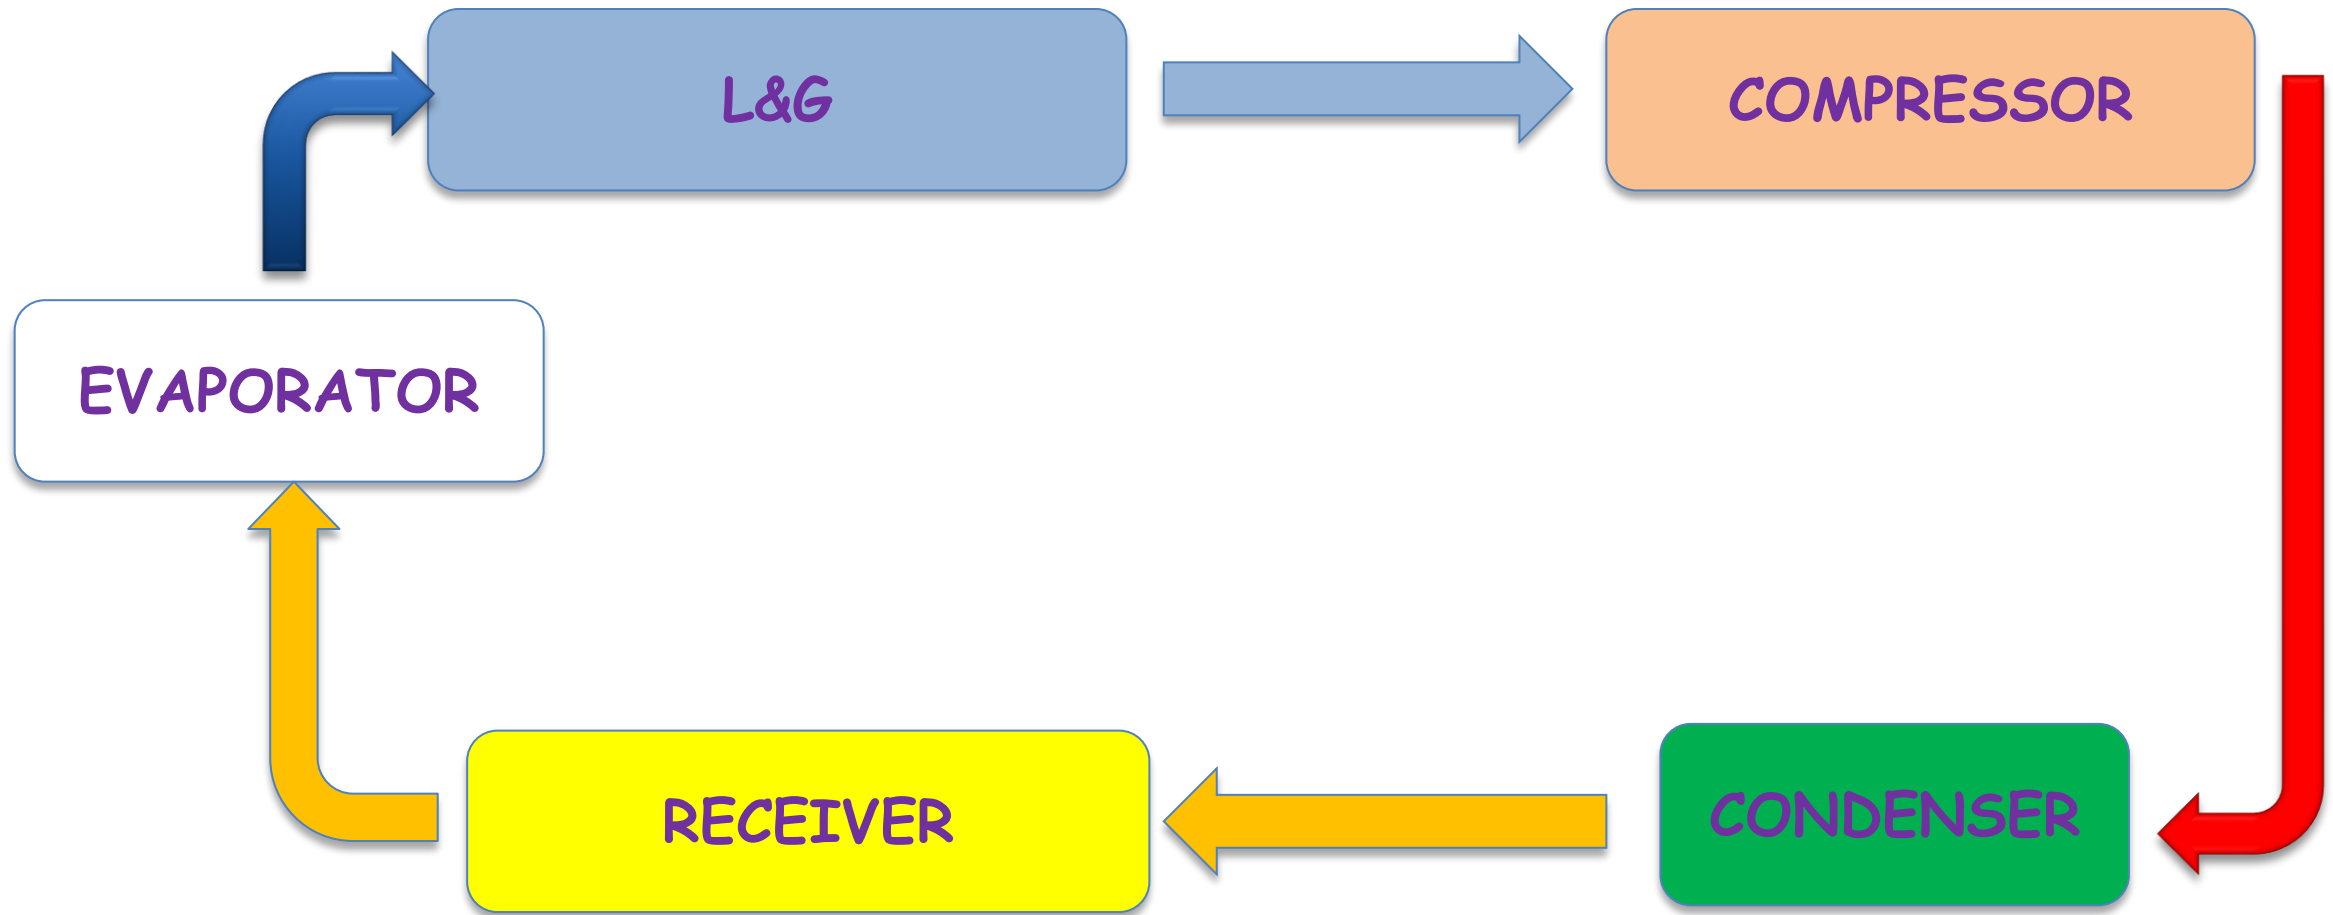 L&G
COMPRESSOR
EVAPORATOR
RECEIVER
CONDENSER